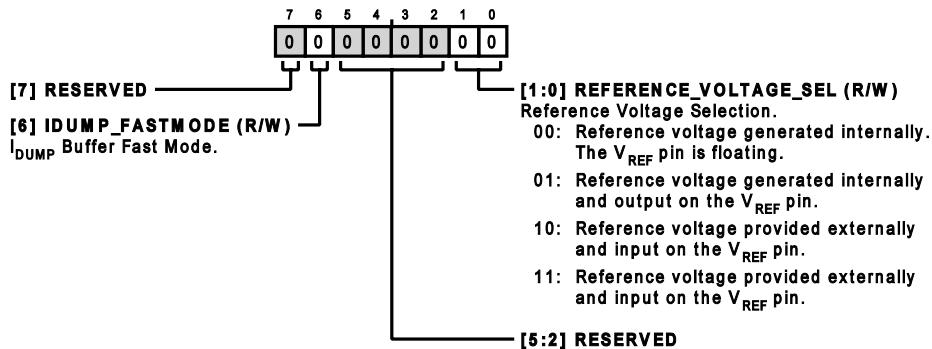 7 6 5 4 3 2 1 0
0 0 0 0 0 0 0 0
[7] RESERVED
[6] IDUMP_FASTMODE (R/W)
IDUMP Buffer Fast Mode.
[1:0] REFERENCE_VOLTAGE_SEL (R/W)
Reference Voltage Selection.
00: Reference voltage generated internally.
The VREF pin is floating.
01: Reference voltage generated internally
and output on the VREF pin.
10: Reference voltage provided externally
and input on the VREF pin.
11: Reference voltage provided externally
and input on the VREF pin.
[5:2] RESERVED